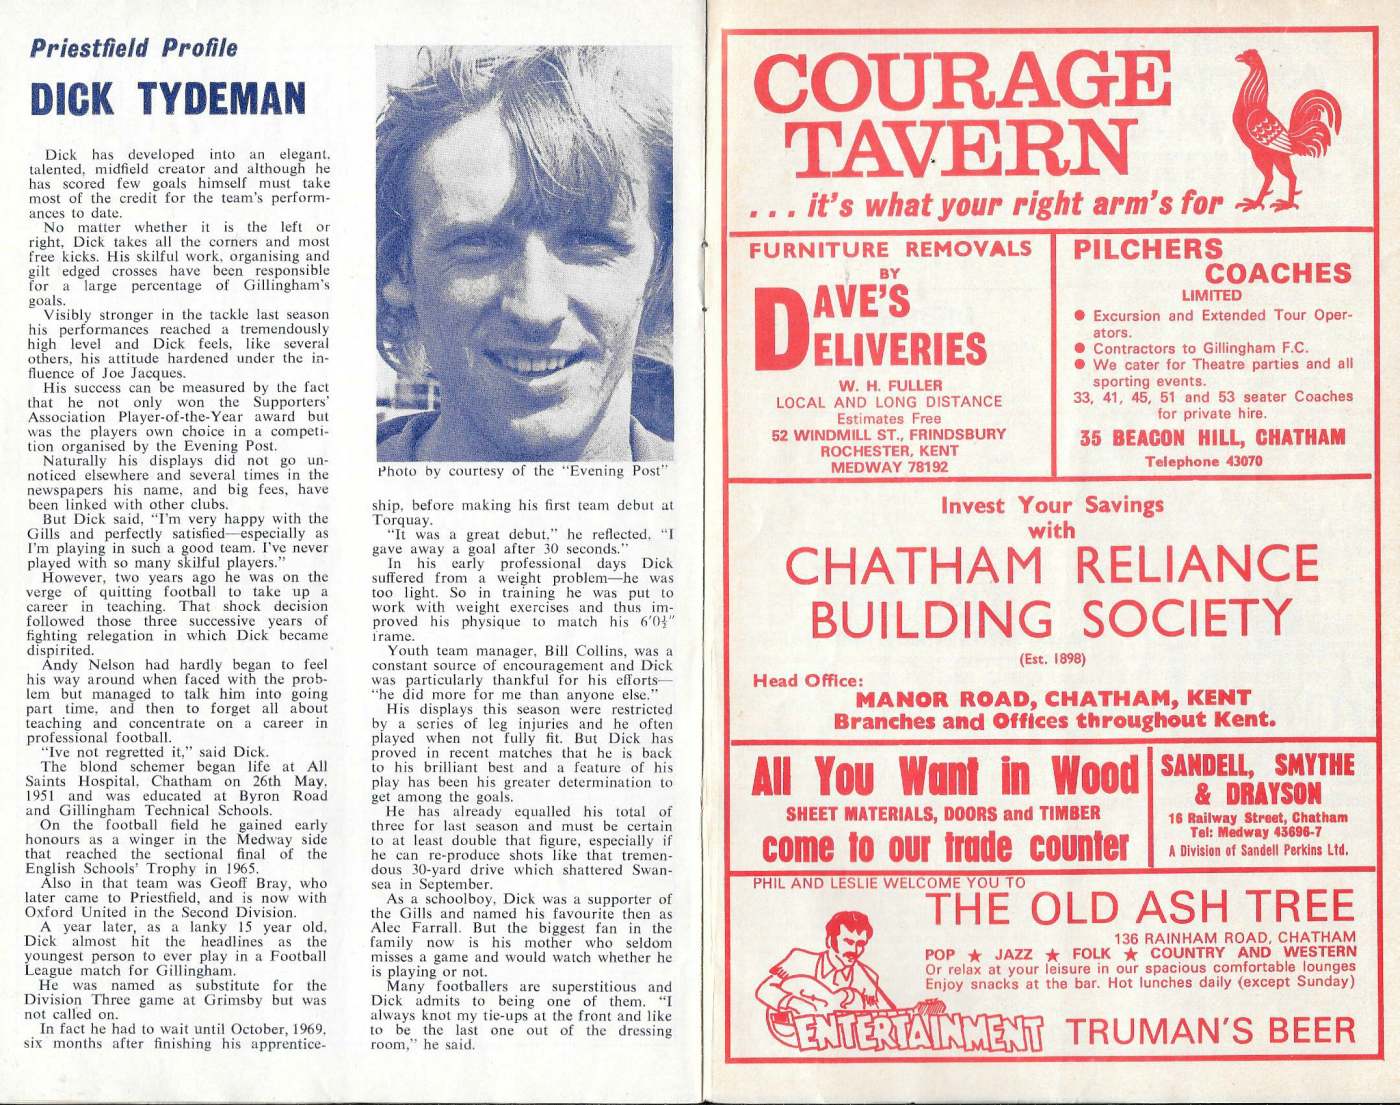 Priestfield Profile
DICK TYDEMAN
Dick has developed into an elegant,
talented, midfield creator and although he
has scored few goals himself must take
most of the credit for the team's perform-
ances to date.
No matter whether it is the left or
right, Dick takes all the corners and most
free kicks. His skilful work, organising and
gilt edged crosses have been responsible
for a large percentage of Gillingham's
goals.
Visibly stronger in the tackle last season
his performances reached a tremendously
high level and Dick feels, like several
others, his attitude hardened under the in-
fluence of Joe Jacques.
His success can be measured by the fact
that he not only won the Supporters'
Association Player-of-the-Year award but
was the players own choice in a competi-
tion organised by the Evening Post.
Naturally his displays did not go un-
noticed elsewhere and several times in the
newspapers his name, and big fees, have
been linked with other clubs.
But Dick said, "I'm very happy with the
Gills and perfectly satisfied—especially as
I'm playing in such a good team. I've never
played with so many skilful players."
However, two years ago he was on the
verge of quitting football to take up a
career in teaching. That shock decision
followed those three successive years of
fighting relegation in which Dick became
dispirited.
Andy Nelson had hardly began to feel
his way around when faced with the prob-
lem but managed to talk him into going
part time, and then to forget all about
teaching and concentrate on a career in
professional football.
"Ive not regretted it," said Dick.
The blond schemer began life at All
Saints Hospital, Chatham on 26th May,
1951 and was educated at Byron Road
and Gillingham Technical Schools.
On the football field he gained early
honours as a winger in the Medway side
that reached the sectional final of the
English Schools' Trophy in 1965.
Also in that team was Geoff Bray, who
later came to Priestfield, and is now with
Oxford United in the Second Division.
A year later, as a lanky 15 year old,
Dick almost hit the headlines as the
youngest person to ever play in a Football
League match for Gillingham.
He was named as substitute for the
Division Three game at Grimsby but was
not called on.
In fact he had to wait until October, 1969,
six months after finishing his apprentice-
Photo by courtesy of the "Evening Post"
ship, before making his first team debut at
Torquay.
"It was a great debut," he reflected, "I
gave away a goal after 30 seconds."
In his early professional days Dick
suffered from a weight problem—he was
too light. So in training he was put to
work with weight exercises and thus im-
proved his physique to match his 6'0½"
frame.
Youth team manager, Bill Collins, was a
constant source of encouragement and Dick
was particularly thankful for his efforts—
"he did more for me than anyone else."
His displays this season were restricted
by a series of leg injuries and he often
played when not fully fit. But Dick has
proved in recent matches that he is back
to his brilliant best and a feature of his
play has been his greater determination to
get among the goals.
He has already equalled his total of
three for last season and must be certain
to at least double that figure, especially if
he can re-produce shots like that tremen-
dous 30-yard drive which shattered Swan-
sea in September.
As a schoolboy, Dick was a supporter of
the Gills and named his favourite then as
Alec Farrall. But the biggest fan in the
family now is his mother who seldom
misses a game and would watch whether he
is playing or not.
Many footballers are superstitious and
Dick admits to being one of them. "I
always knot my tie-ups at the front and like
to be the last one out of the dressing
room," he said.
COURAGE
TAVERN
... it's what your right arm's for
FURNITURE REMOVALS
BY
DAVE'S
DELIVERIES
W. H. FULLER
LOCAL AND LONG DISTANCE
Estimates Free
52 WINDMILL ST., FRINDSBURY
ROCHESTER, KENT
MEDWAY 78192
PILCHERS
COACHES
LIMITED
● Excursion and Extended Tour Oper-
ators.
● Contractors to Gillingham F.C.
● We cater for Theatre parties and all
sporting events.
33, 41, 45, 51 and 53 seater Coaches
for private hire.
35 BEACON HILL, CHATHAM
Telephone 43070
Invest Your Savings
with
CHATHAM RELIANCE
BUILDING SOCIETY
(Est. 1898)
Head Office:
MANOR ROAD, CHATHAM, KENT
Branches and Offices throughout Kent.
All You Want in Wood
SHEET MATERIALS, DOORS and TIMBER
come to our trade counter
SANDELL, SMYTHE
& DRAYSON
16 Railway Street, Chatham
Tel: Medway 43696-7
A Division of Sandell Perkins Ltd.
PHIL AND LESLIE WELCOME YOU TO
THE OLD ASH TREE
136 RAINHAM ROAD, CHATHAM
POP ★ JAZZ ★ FOLK ★ COUNTRY AND WESTERN
Or relax at your leisure in our spacious comfortable lounges
Enjoy snacks at the bar. Hot lunches daily (except Sunday)
ENTERTAINMENT
TRUMAN'S BEER